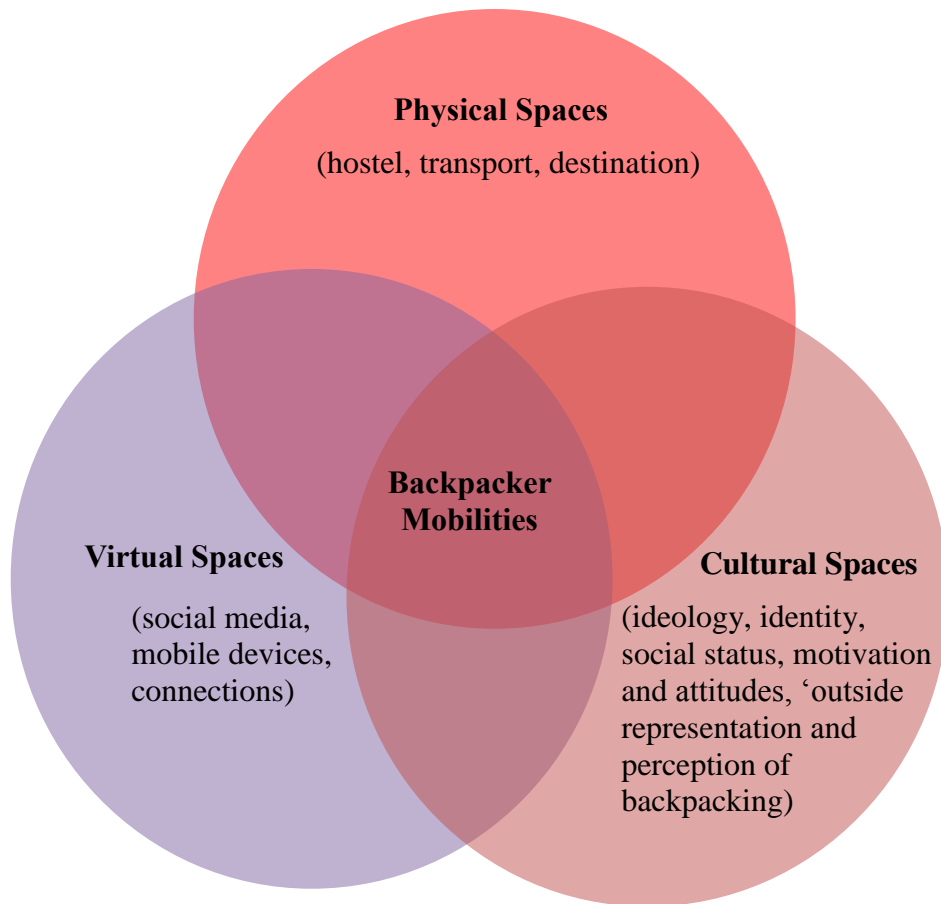 Physical Spaces
(hostel, transport, destination)
Backpacker
Mobilities
Virtual Spaces
(social media,
mobile devices,
connections)
Cultural Spaces
(ideology, identity,
social status, motivation
and attitudes, ‘outside
representation and
perception of
backpacking)